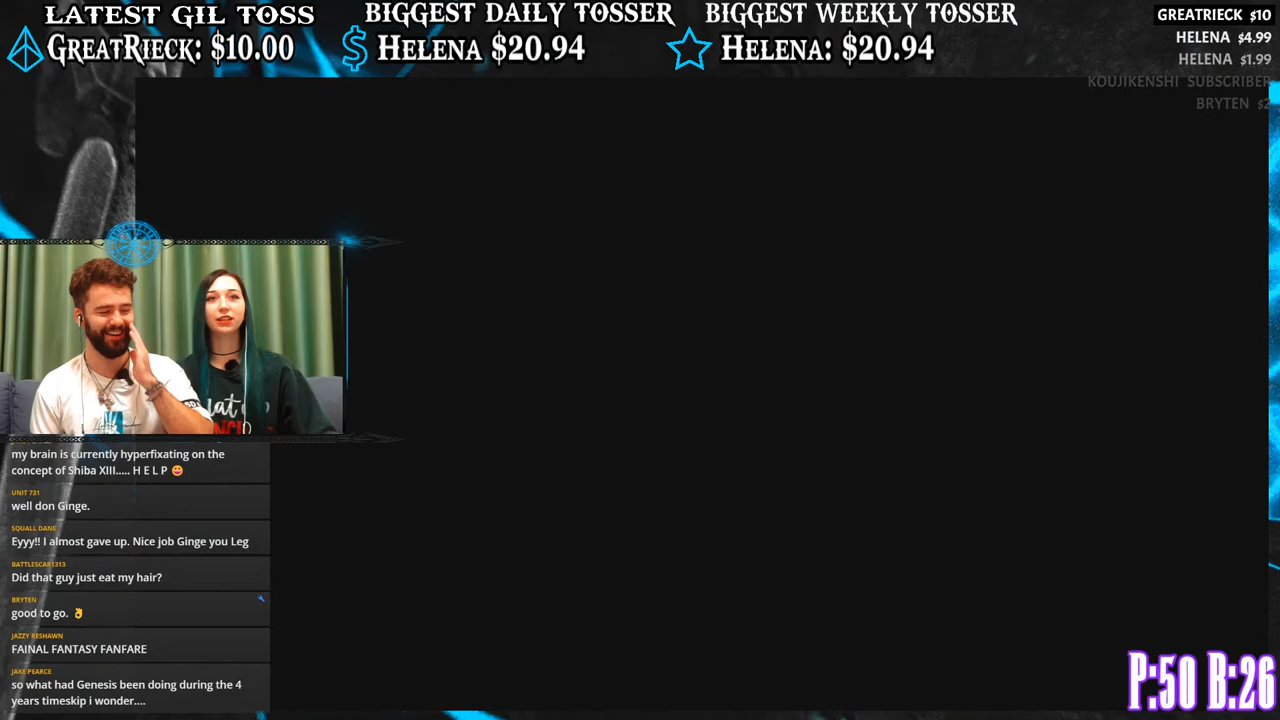 LATEST GIL TOSS
GREATRIECK: $10.00
BIGGEST DAILY TOSSER
HELENA $20.94
BIGGEST WEEKLY TOSSER
HELENA: $20.94
GREATRIECK $10
HELENA $4.99
HELENA $1.99
KOUJIKENSHI SUBSCRIBER
BRYTEN $2
my brain is currently hyperfixating on the
concept of Shiba XIII..... H E L P 😄
UNIT 731
well don Ginge.
SQUALL DANE
Eyyy!! I almost gave up. Nice job Ginge you Leg
BATTLESCAR1313
Did that guy just eat my hair?
BRYTEN
good to go. 👌
JAZZY RESHAWN
FAINAL FANTASY FANFARE
JAKE PEARCE
so what had Genesis been doing during the 4
years timeskip i wonder....
P:50 B:26